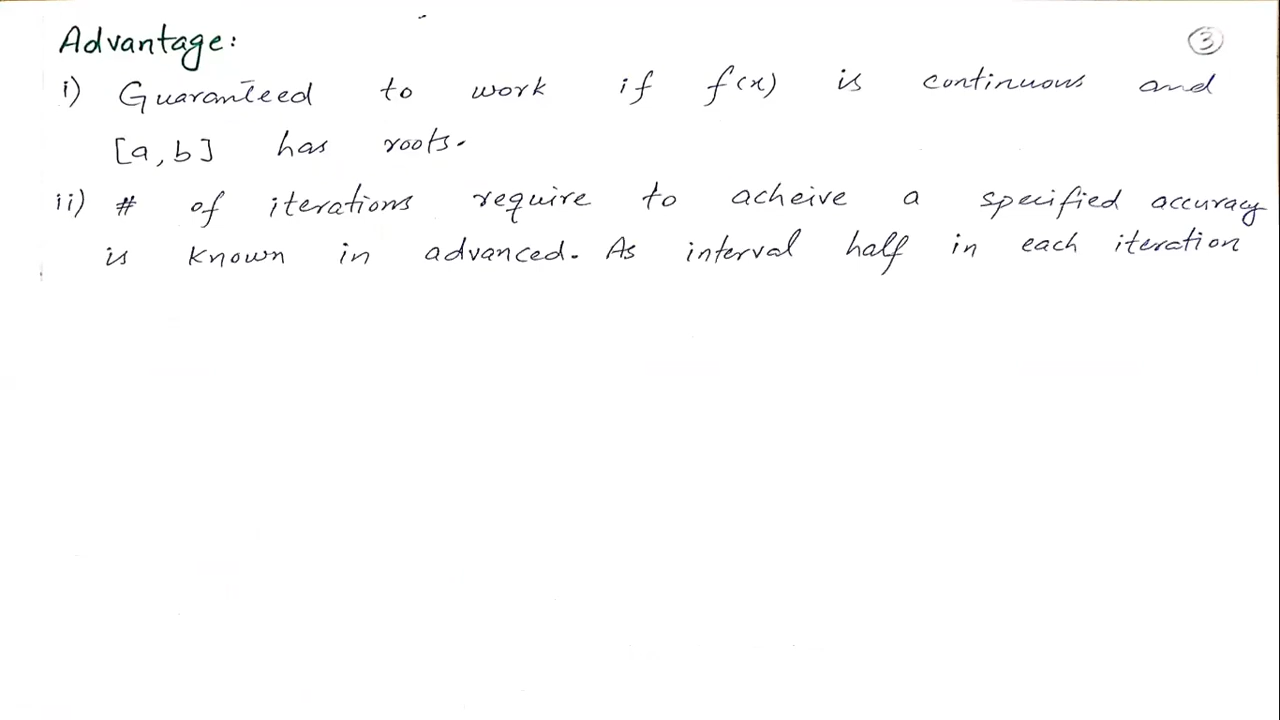 Advantage:
3
i) Guaranteed to work if f(x) is continuous and
[a,b] has roots.
ii) # of iterations require to acheive a specified accuracy
is known in advanced. As interval half in each iteration